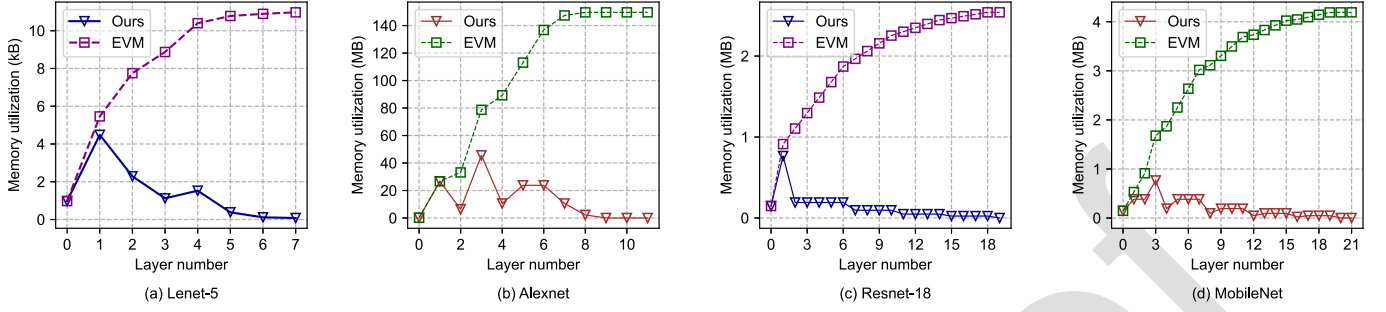 Memory utilization (kB)
10
8
6
4
2
0
Ours
EVM
0 1 2 3 4 5 6 7
Layer number
(a) Lenet-5
Memory utilization (MB)
140
120
100
80
60
40
20
0
Ours
EVM
0 2 4 6 8 10
Layer number
(b) Alexnet
Memory utilization (MB)
2
1
0
Ours
EVM
0 3 6 9 12 15 18
Layer number
(c) Resnet-18
Memory utilization (MB)
4
3
2
1
0
Ours
EVM
0 3 6 9 12 15 18 21
Layer number
(d) MobileNet